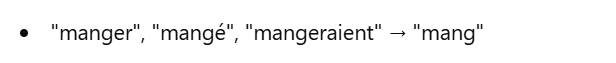 • "manger", "mangé", "mangeraient" → "mang"